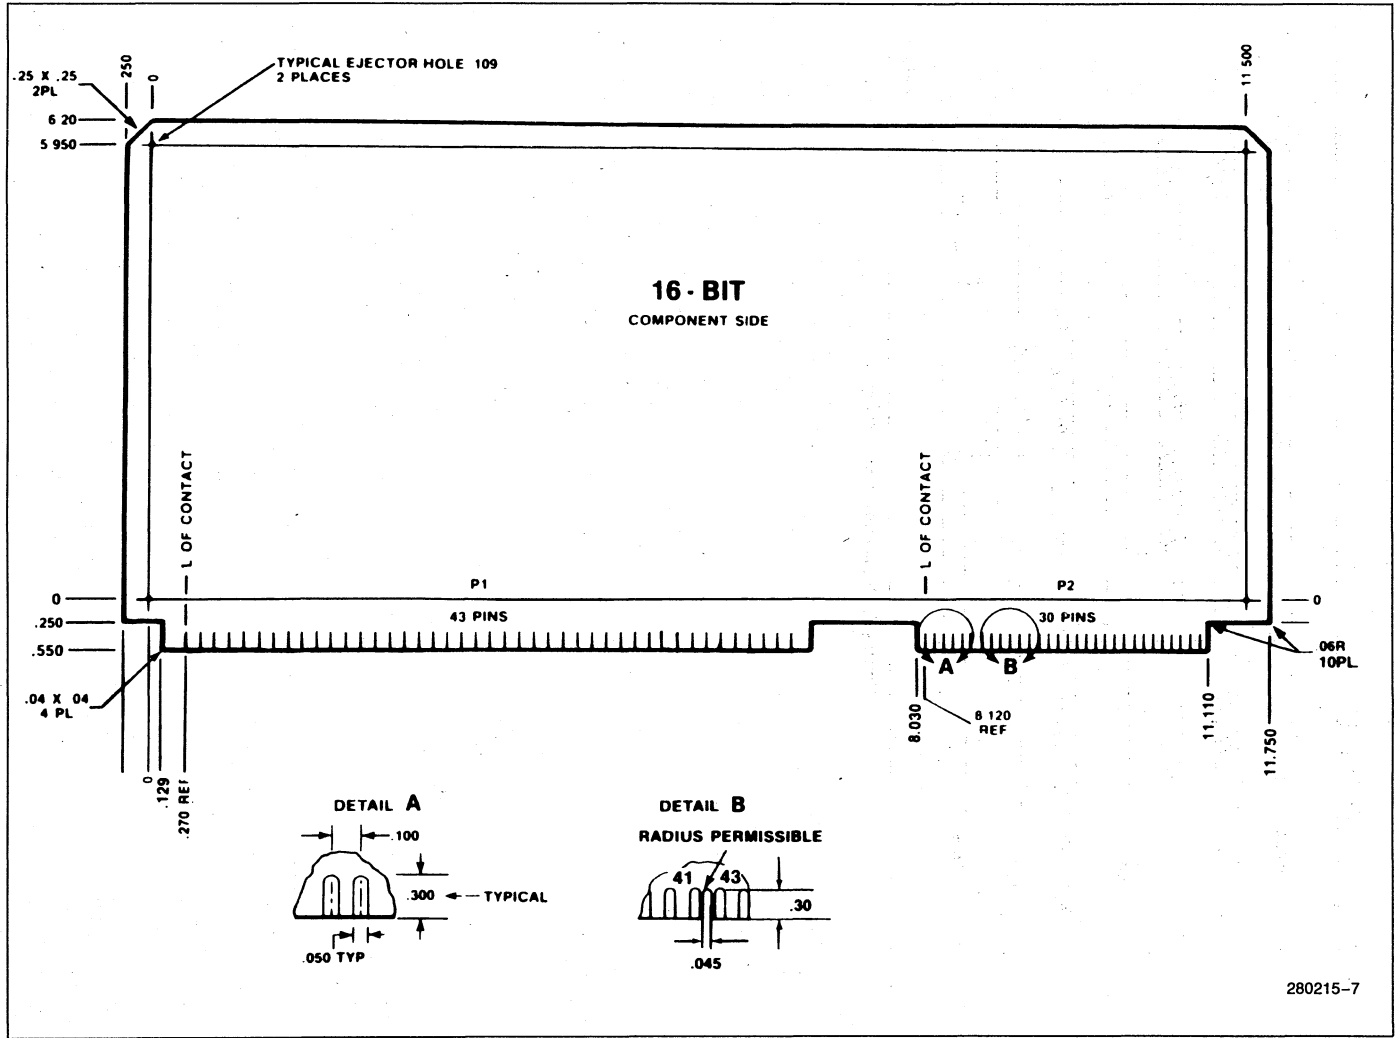 .25 X .25
2PL
250
0
TYPICAL EJECTOR HOLE 109
2 PLACES
11 500
6 20
5 950
16 - BIT
COMPONENT SIDE
L OF CONTACT
L OF CONTACT
P1
P2
0
0
43 PINS
30 PINS
.250
.550
A
B
.06R
10PL
.04 X 04
4 PL
0
.129
.270 REF
8.030
8 120
REF
11.110
11.750
DETAIL A
.100
.300
TYPICAL
.050 TYP
DETAIL B
RADIUS PERMISSIBLE
41
43
.30
.045
280215-7